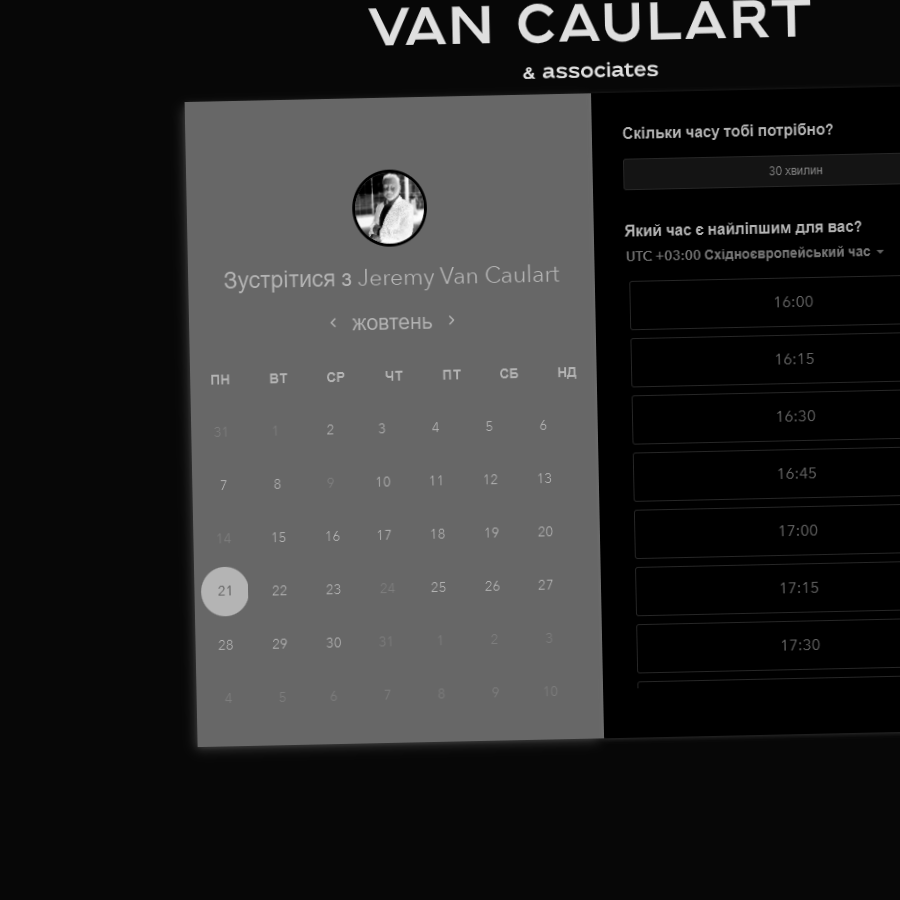 VAN CAULART
& associates
Зустрітися з Jeremy Van Caulart
жовтень
ПН ВТ СР ЧТ ПТ СБ НД
31 1 2 3 4 5 6
7 8 9 10 11 12 13
14 15 16 17 18 19 20
21 22 23 24 25 26 27
28 29 30 31 1 2 3
4 5 6 7 8 9 10
Скільки часу тобі потрібно?
30 хвилин
Який час є найліпшим для вас?
UTC +03:00 Східноєвропейський час
16:00
16:15
16:30
16:45
17:00
17:15
17:30